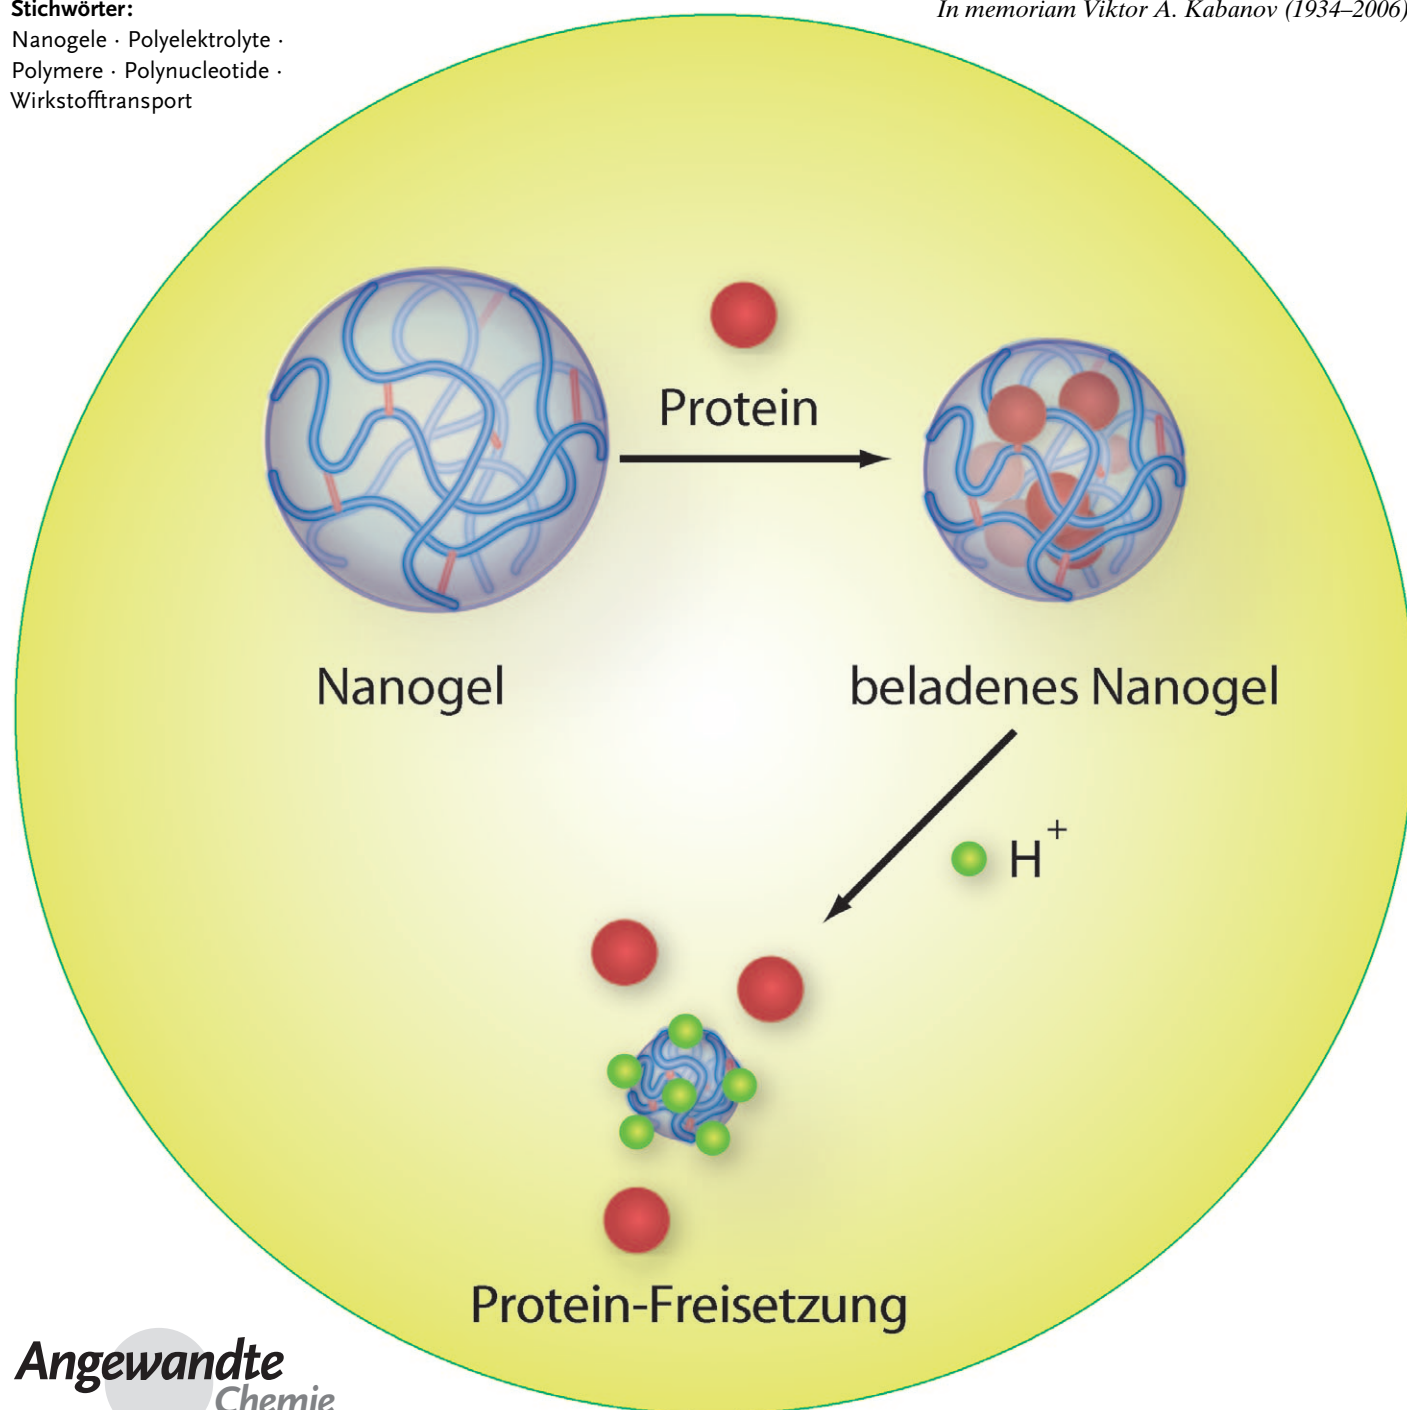 Stichwörter:
Nanogele · Polyelektrolyte ·
Polymere · Polynucleotide ·
Wirkstofftransport
In memoriam Viktor A. Kabanov (1934–2006)
Protein
Nanogel
beladenes Nanogel
H+
Protein-Freisetzung
Angewandte
Chemie